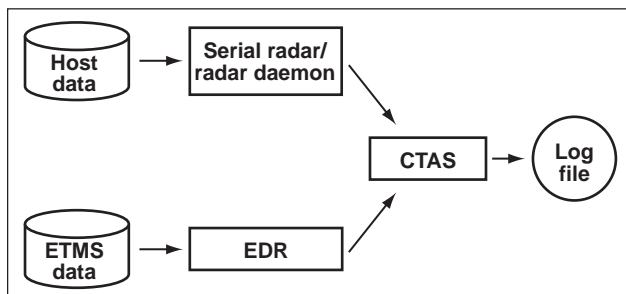 Host
data
Serial radar/
radar daemon
CTAS
Log
file
ETMS
data
EDR